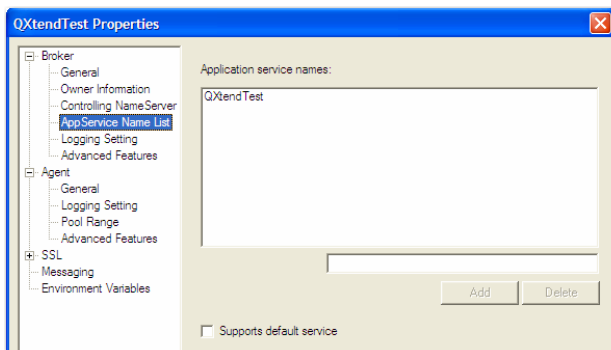 QXtendTest Properties
Broker
General
Owner Information
Controlling NameServer
AppService Name List
Logging Setting
Advanced Features
Agent
General
Logging Setting
Pool Range
Advanced Features
SSL
Messaging
Environment Variables
Application service names:
QXtendTest
Add
Delete
Supports default service